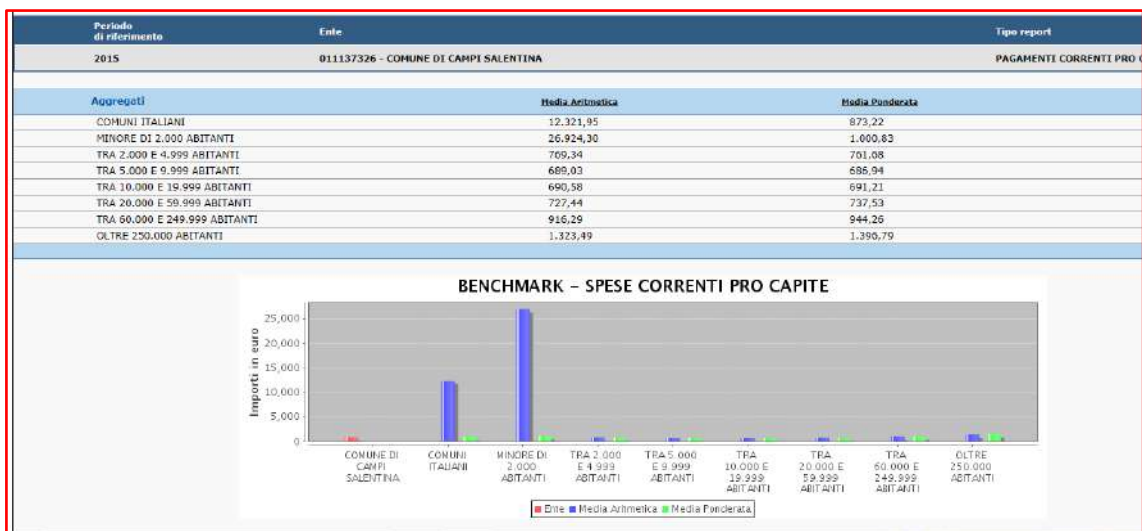 Periodo di riferimento Ente Tipo report
2015 011137326 - COMUNE DI CAMPI SALENTINA PAGAMENTI CORRENTI PRO
Aggregati Media Aritmetica Media Ponderata
COMUNI ITALIANI 12.321,95 873,22
MINORE DI 2.000 ABITANTI 26.924,30 1.000,83
TRA 2.000 E 4.999 ABITANTI 769,34 761,68
TRA 5.000 E 9.999 ABITANTI 689,03 686,94
TRA 10.000 E 19.999 ABITANTI 690,58 691,21
TRA 20.000 E 59.999 ABITANTI 727,44 737,53
TRA 60.000 E 249.999 ABITANTI 916,29 944,26
OLTRE 250.000 ABITANTI 1.323,49 1.396,79
BENCHMARK - SPESE CORRENTI PRO CAPITE
Importi in euro
25,000
20,000
15,000
10,000
5,000
0
COMUNE DI CAMPI SALENTINA
COMUNI ITALIANI
MINORE DI 2.000 ABITANTI
TRA 2.000 E 4.999 ABITANTI
TRA 5.000 E 9.999 ABITANTI
TRA 10.000 E 19.999 ABITANTI
TRA 20.000 E 59.999 ABITANTI
TRA 60.000 E 249.999 ABITANTI
OLTRE 250.000 ABITANTI
Ente Media Aritmetica Media Ponderata